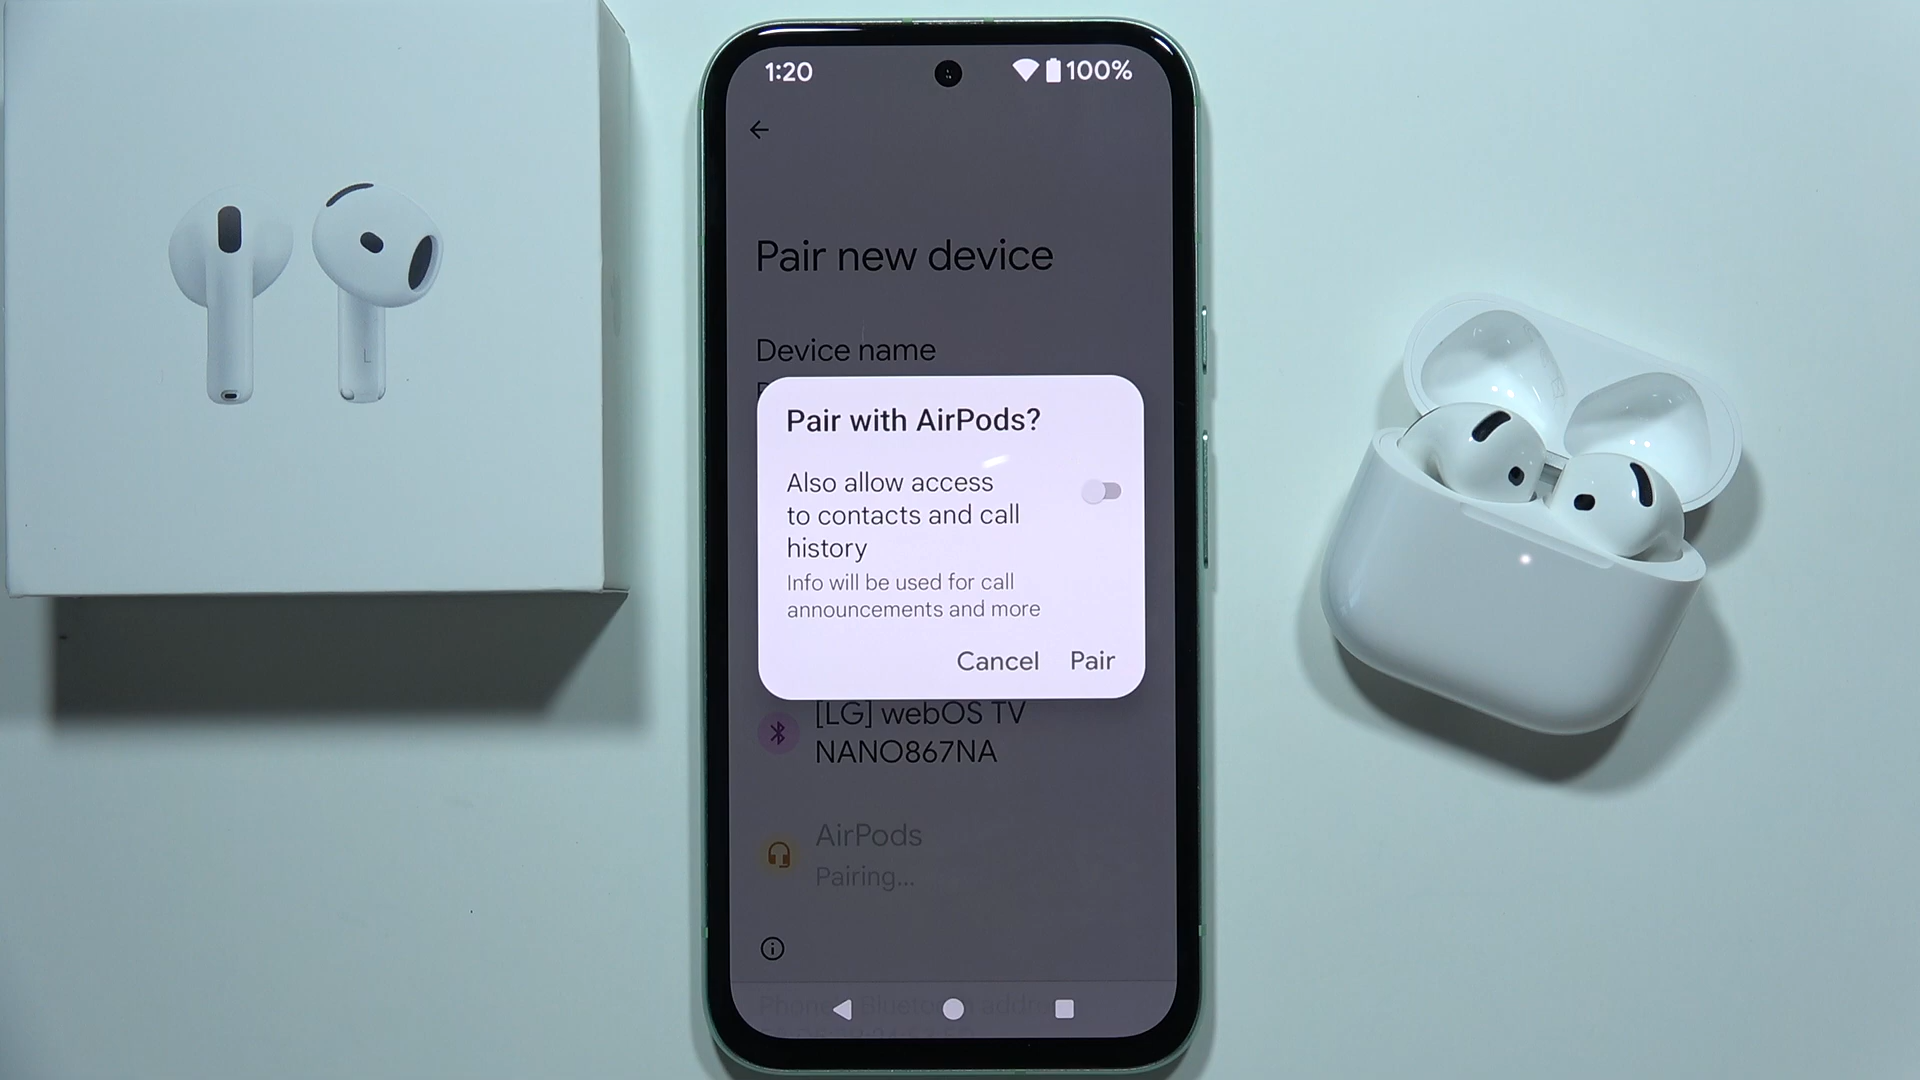 1:20
100%
Pair new device
Device name
Pair with AirPods?
Also allow access
to contacts and call
history
Info will be used for call
announcements and more
Cancel Pair
[LG] webOS TV
NANO867NA
AirPods
Pairing...
L